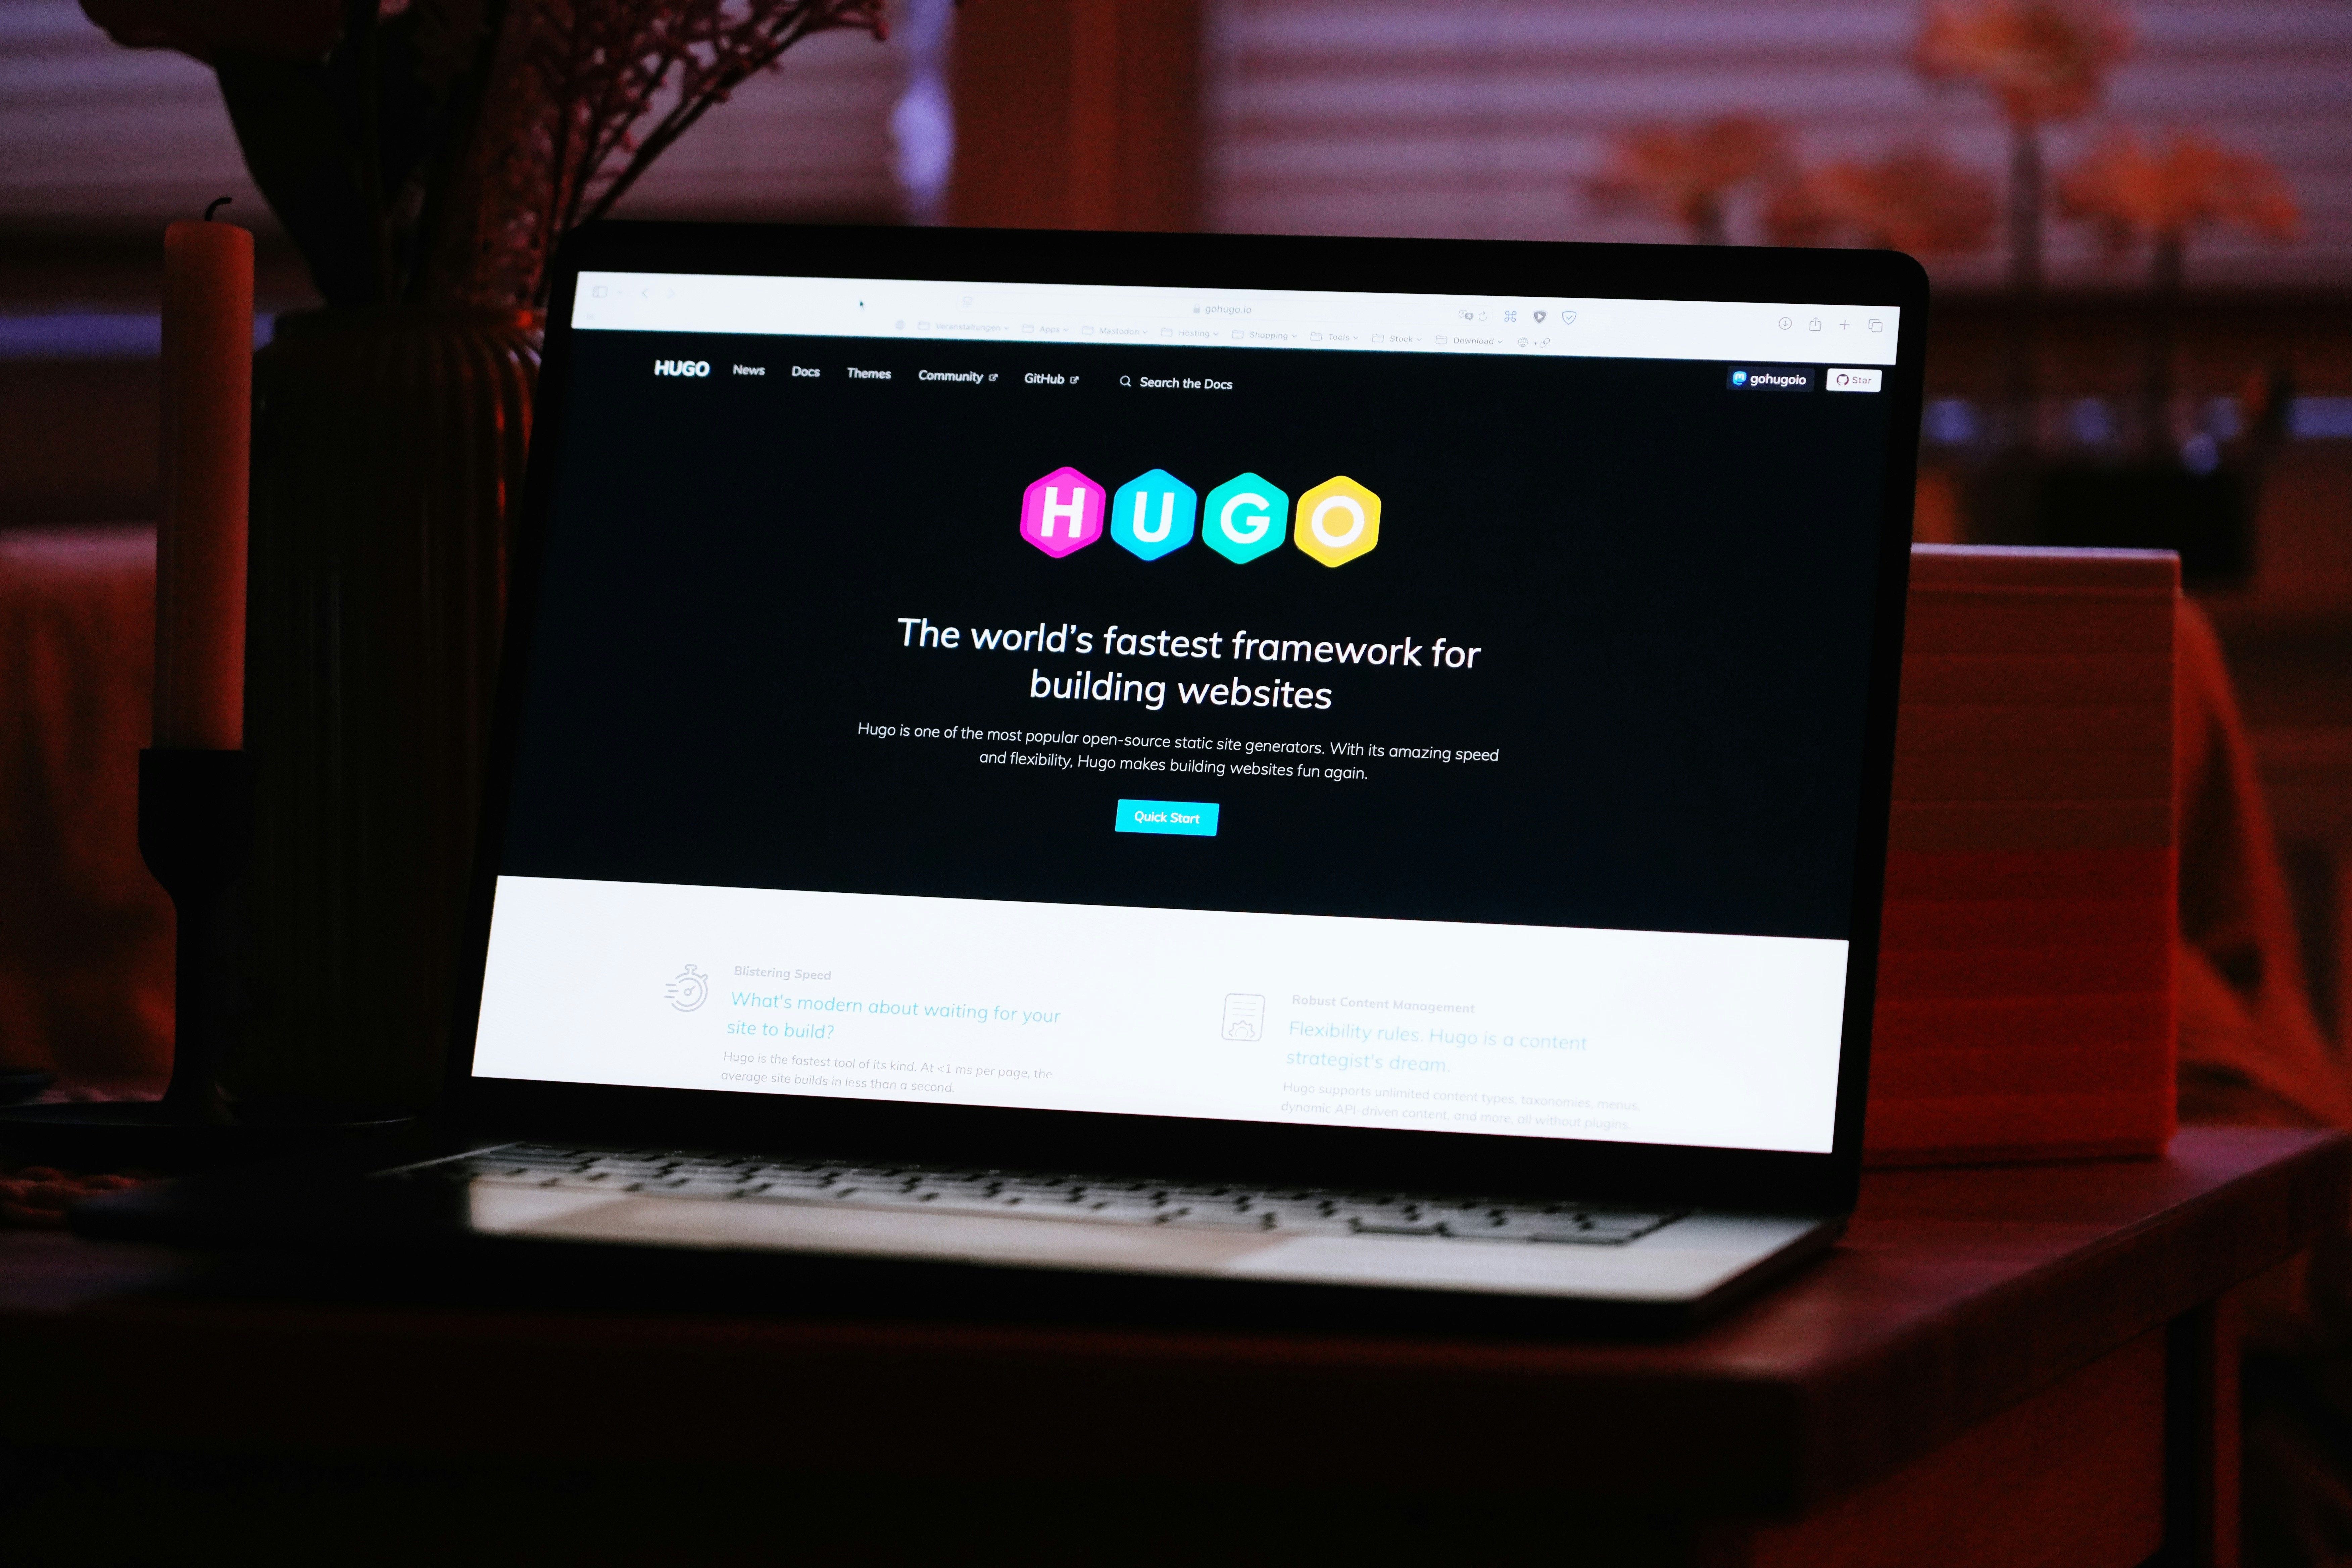 gohugo.io
Veranstaltungen Apps Mastodon Hosting Shopping Tools Stock Download
HUGO News Docs Themes Community GitHub Search the Docs gohugoio Star
HUGO
The world's fastest framework for
building websites
Hugo is one of the most popular open-source static site generators. With its amazing speed
and flexibility, Hugo makes building websites fun again.
Quick Start
Blistering Speed
What's modern about waiting for your
site to build?
Hugo is the fastest tool of its kind. At <1 ms per page, the
average site builds in less than a second.
Robust Content Management
Flexibility rules. Hugo is a content
strategist's dream.
Hugo supports unlimited content types, taxonomies, menus,
dynamic API-driven content, and more, all without plugins.